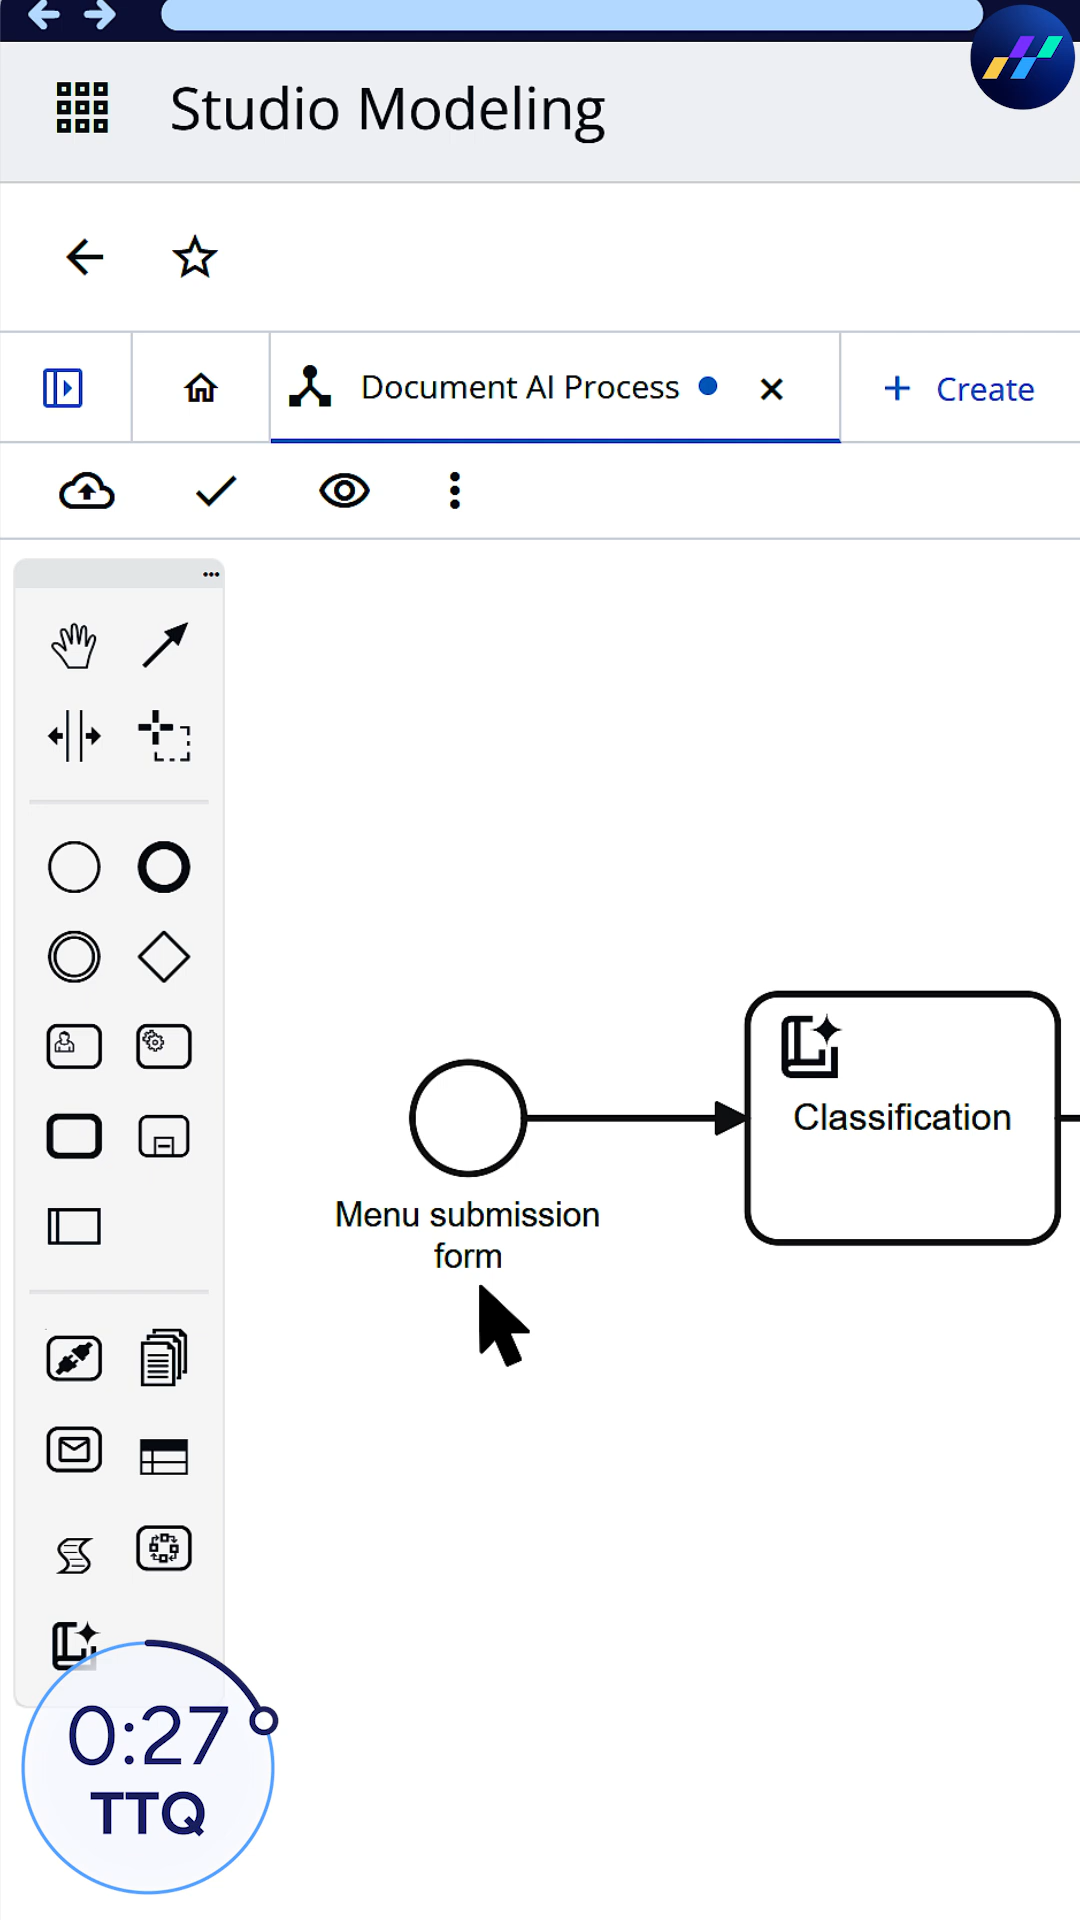 Studio Modeling
Document AI Process
+ Create
Classification
Menu submission
form
0:27
TTQ